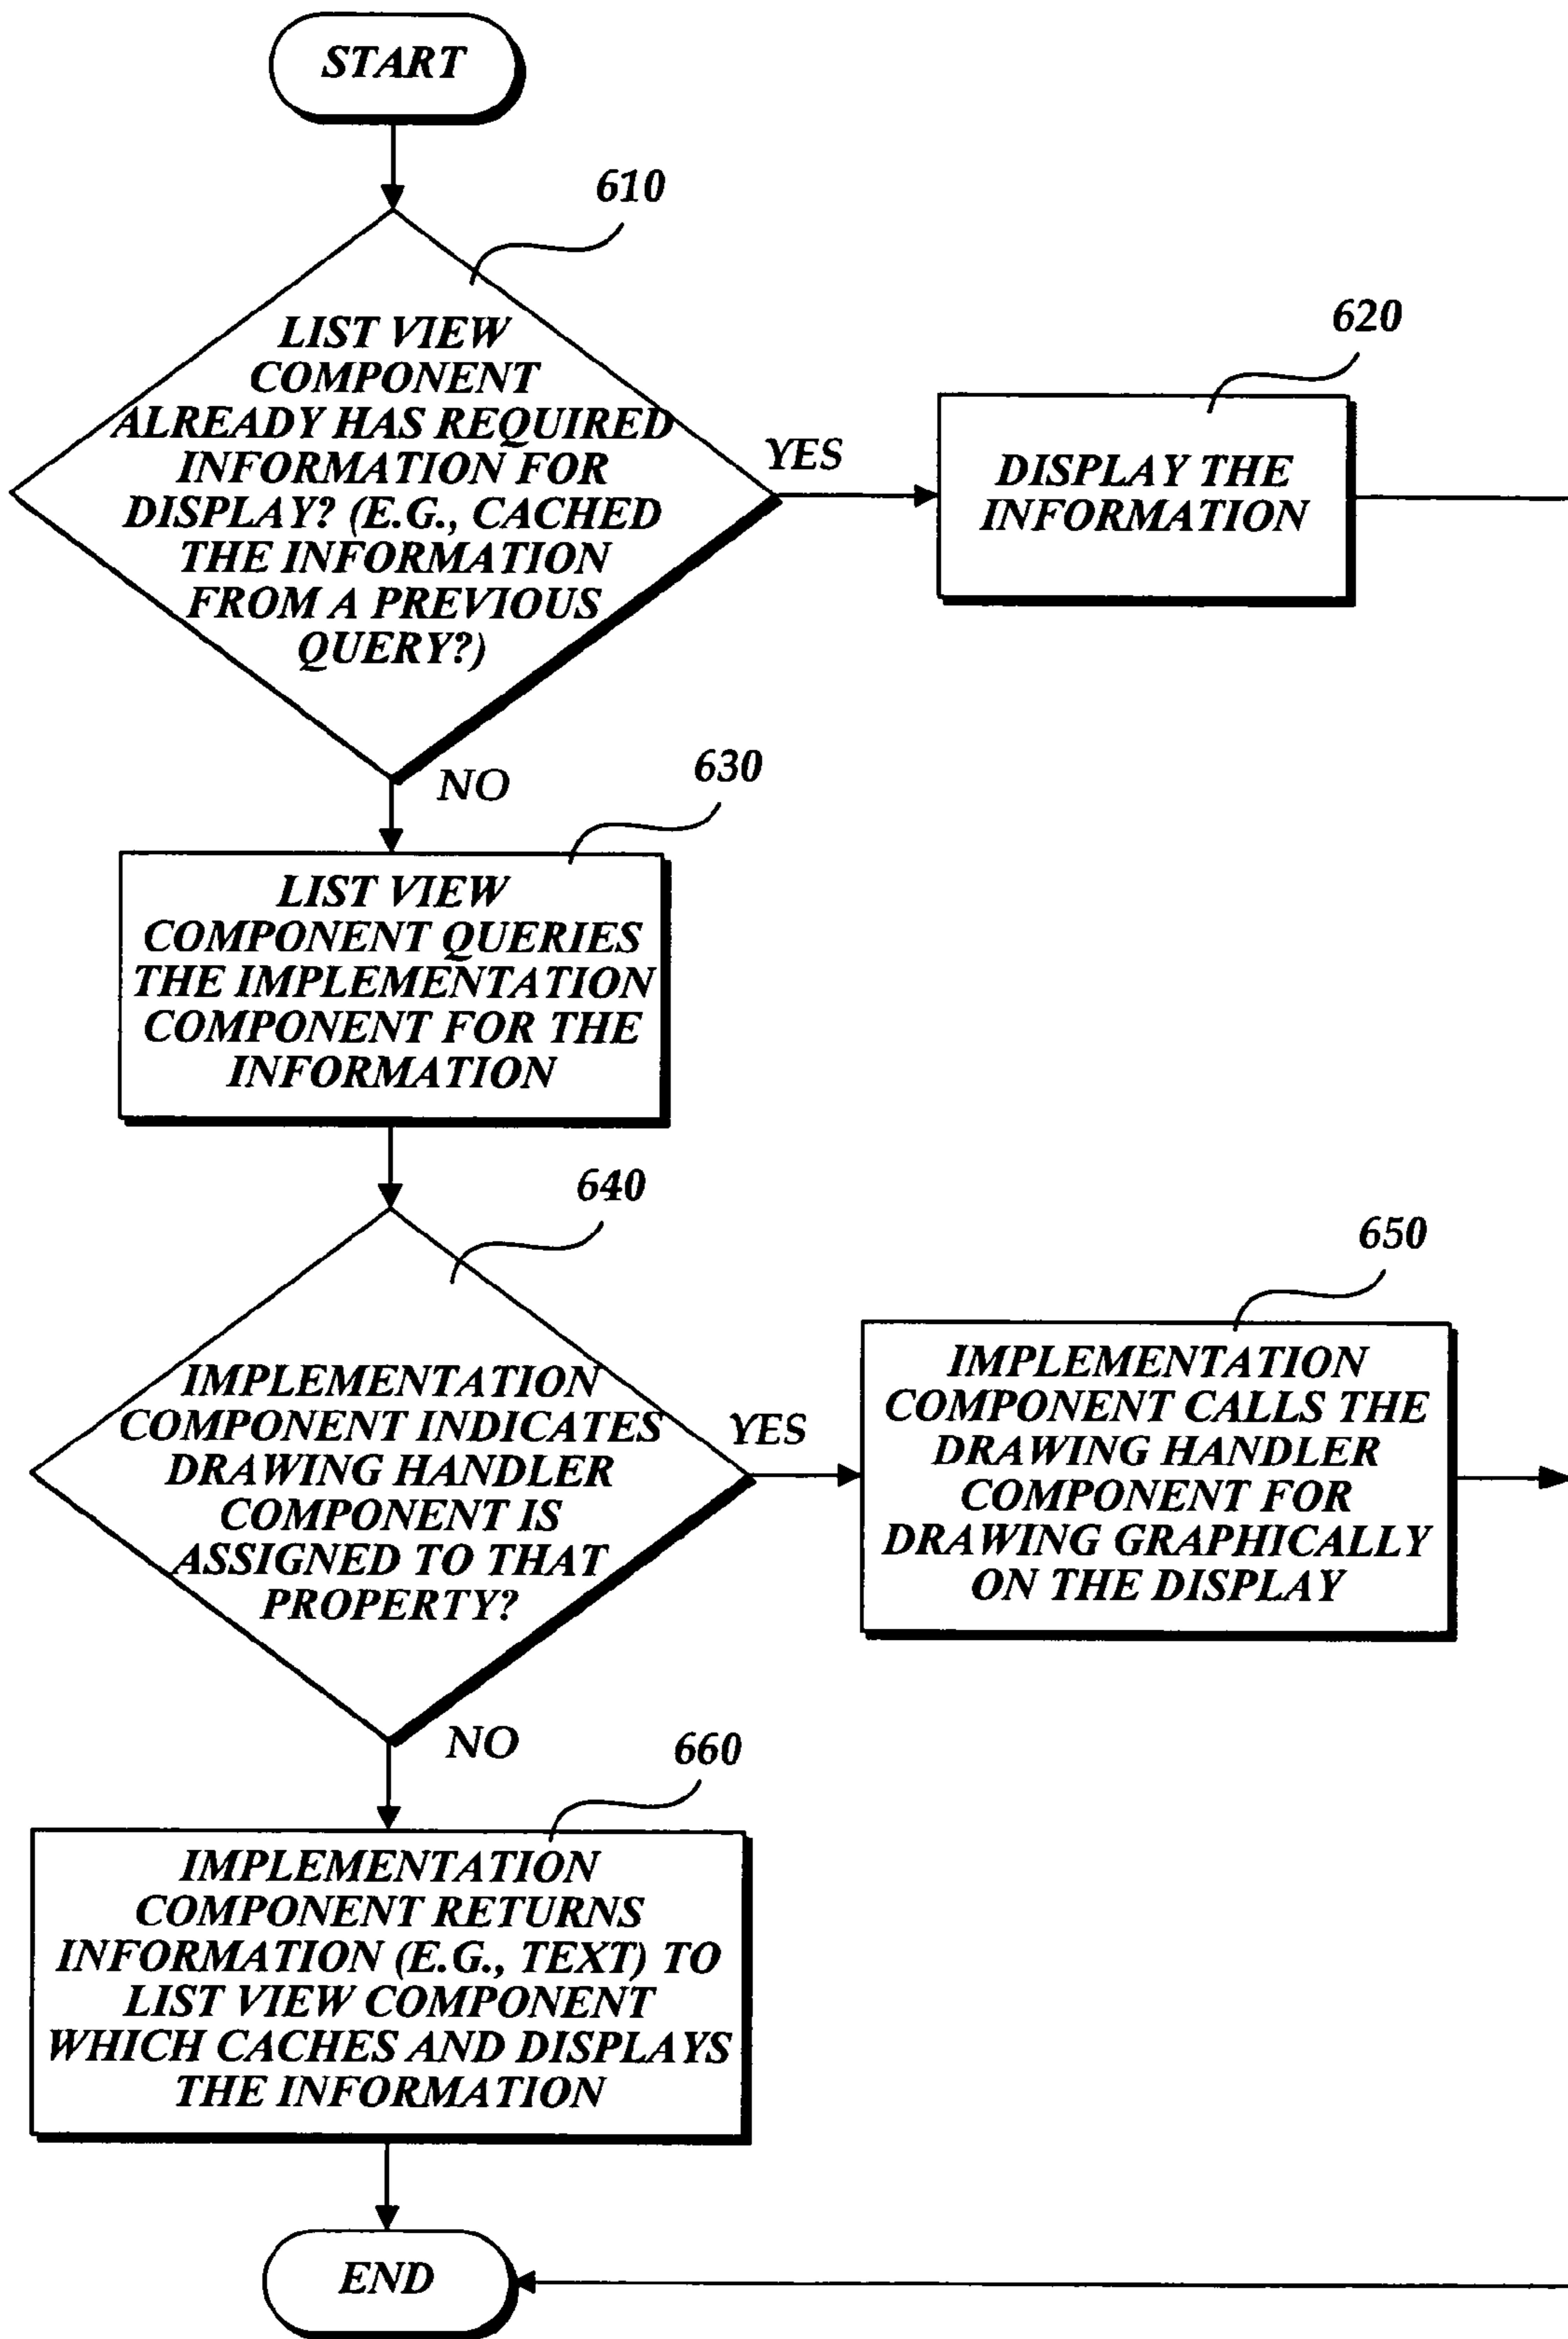 START
610
LIST VIEW
COMPONENT
ALREADY HAS REQUIRED
INFORMATION FOR
DISPLAY? (E.G., CACHED
THE INFORMATION
FROM A PREVIOUS
QUERY?)
YES
620
DISPLAY THE
INFORMATION
NO
630
LIST VIEW
COMPONENT QUERIES
THE IMPLEMENTATION
COMPONENT FOR THE
INFORMATION
640
IMPLEMENTATION
COMPONENT INDICATES
DRAWING HANDLER
COMPONENT IS
ASSIGNED TO THAT
PROPERTY?
YES
650
IMPLEMENTATION
COMPONENT CALLS THE
DRAWING HANDLER
COMPONENT FOR
DRAWING GRAPHICALLY
ON THE DISPLAY
NO
660
IMPLEMENTATION
COMPONENT RETURNS
INFORMATION (E.G., TEXT) TO
LIST VIEW COMPONENT
WHICH CACHES AND DISPLAYS
THE INFORMATION
END